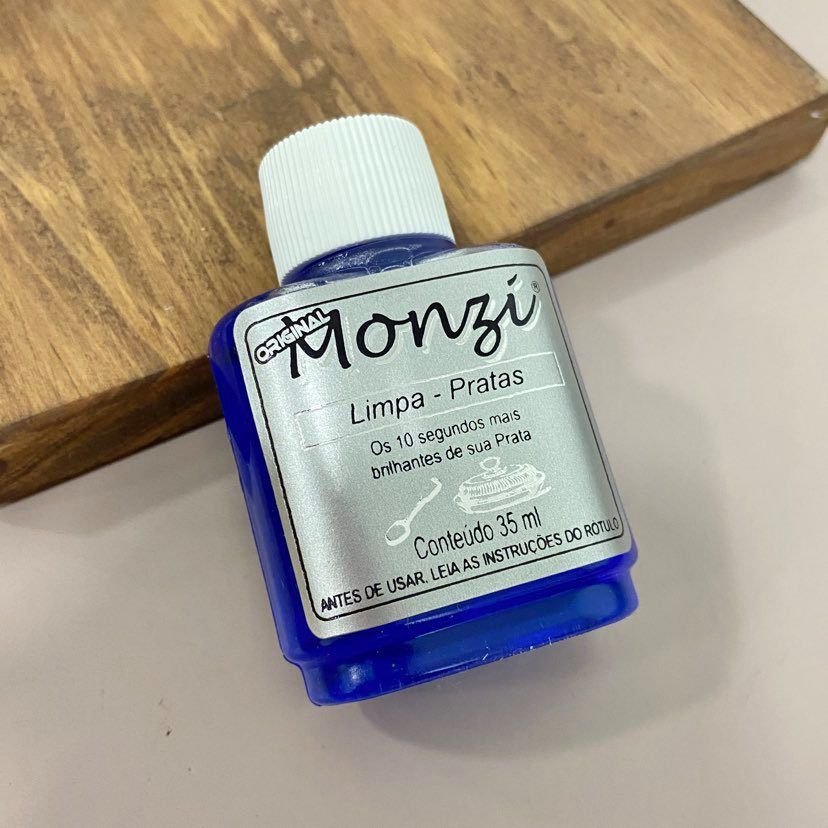 ORIGINAL
Monzi®
Limpa - Pratas
Os 10 segundos mais
brilhantes de sua Prata
Conteúdo 35 ml
ANTES DE USAR, LEIA AS INSTRUÇÕES DO RÓTULO